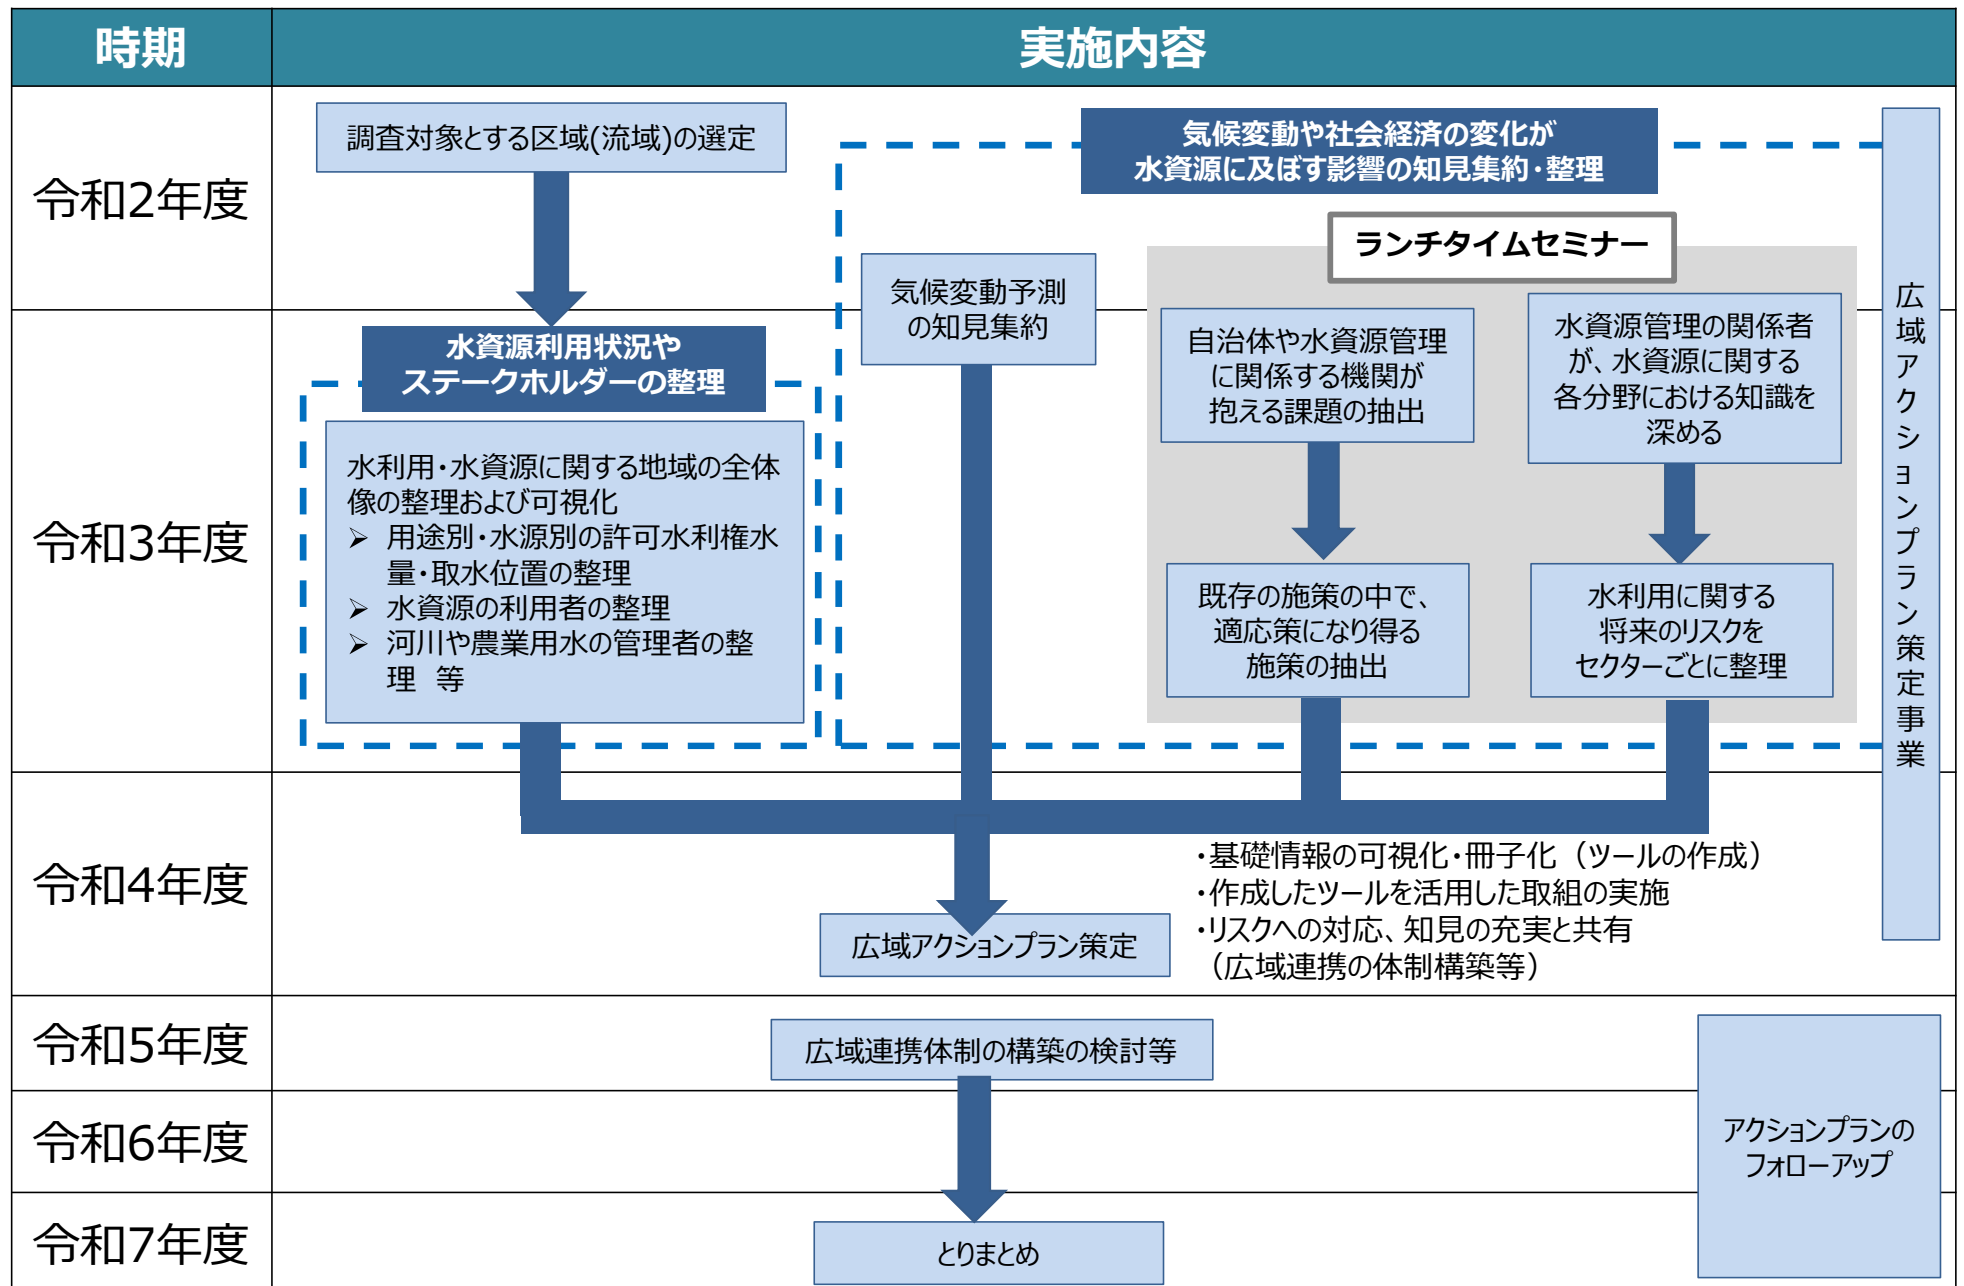 時期
実施内容
令和2年度
調査対象とする区域(流域)の選定
気候変動や社会経済の変化が
水資源に及ぼす影響の知見集約・整理
ランチタイムセミナー
気候変動予測
の知見集約
広域アクションプラン策定事業
令和3年度
水資源利用状況や
ステークホルダーの整理
水利用・水資源に関する地域の全体
像の整理および可視化
➢ 用途別・水源別の許可水利権水
量・取水位置の整理
➢ 水資源の利用者の整理
➢ 河川や農業用水の管理者の整
理 等
自治体や水資源管理
に関係する機関が
抱える課題の抽出
水資源管理の関係者
が、水資源に関する
各分野における知識を
深める
既存の施策の中で、
適応策になり得る
施策の抽出
水利用に関する
将来のリスクを
セクターごとに整理
令和4年度
広域アクションプラン策定
・基礎情報の可視化・冊子化（ツールの作成）
・作成したツールを活用した取組の実施
・リスクへの対応、知見の充実と共有
（広域連携の体制構築等）
令和5年度
広域連携体制の構築の検討等
令和6年度
アクションプランの
フォローアップ
令和7年度
とりまとめ